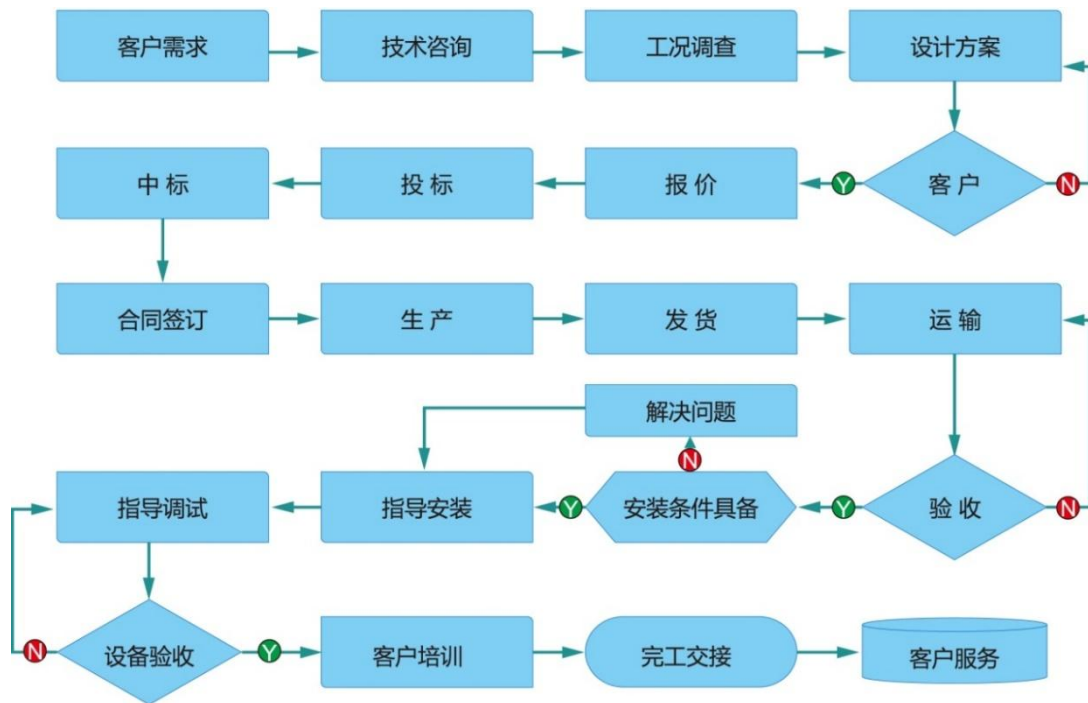 客户需求
技术咨询
工况调查
设计方案
中 标
投 标
报 价
Y
客 户
N
合同签订
生 产
发 货
运 输
解决问题
N
指导调试
指导安装
Y
安装条件具备
Y
验 收
N
N
设备验收
Y
客户培训
完工交接
客户服务